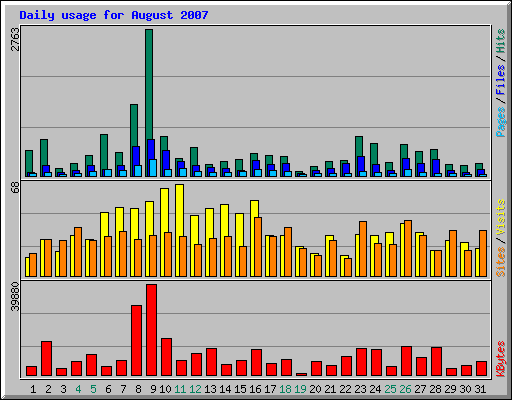 Daily usage for August 2007
2763
Pages / Files / Hits
68
Sites / Visits
39880
KBytes
1 2 3 4 5 6 7 8 9 10 11 12 13 14 15 16 17 18 19 20 21 22 23 24 25 26 27 28 29 30 31